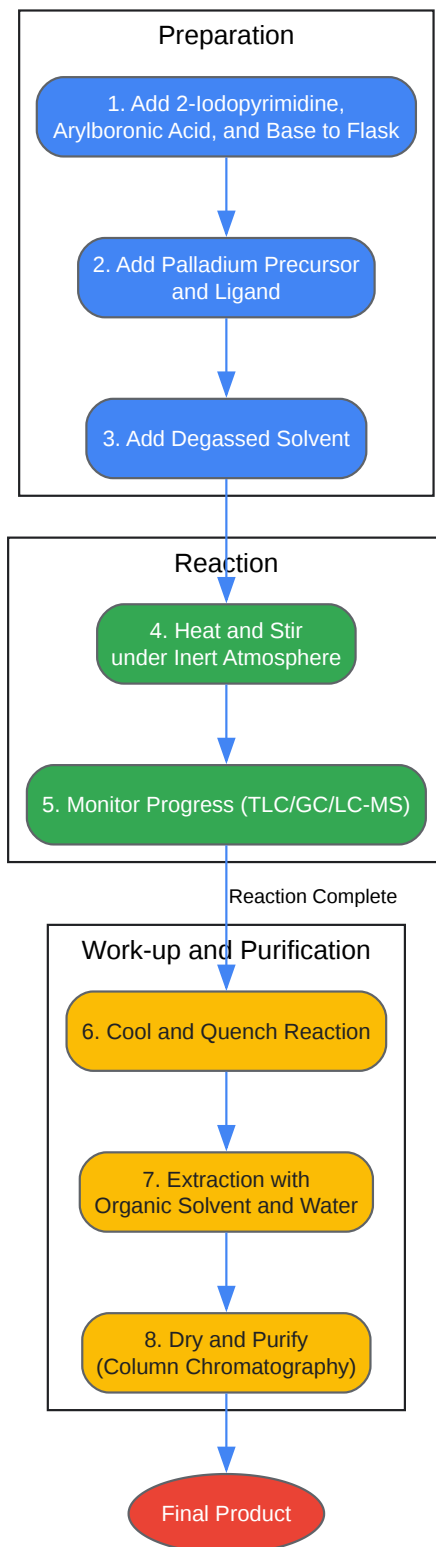 Preparation
1. Add 2-Iodopyrimidine,
Arylboronic Acid, and Base to Flask
2. Add Palladium Precursor
and Ligand
3. Add Degassed Solvent
Reaction
4. Heat and Stir
under Inert Atmosphere
5. Monitor Progress (TLC/GC/LC-MS)
Reaction Complete
Work-up and Purification
6. Cool and Quench Reaction
7. Extraction with
Organic Solvent and Water
8. Dry and Purify
(Column Chromatography)
Final Product